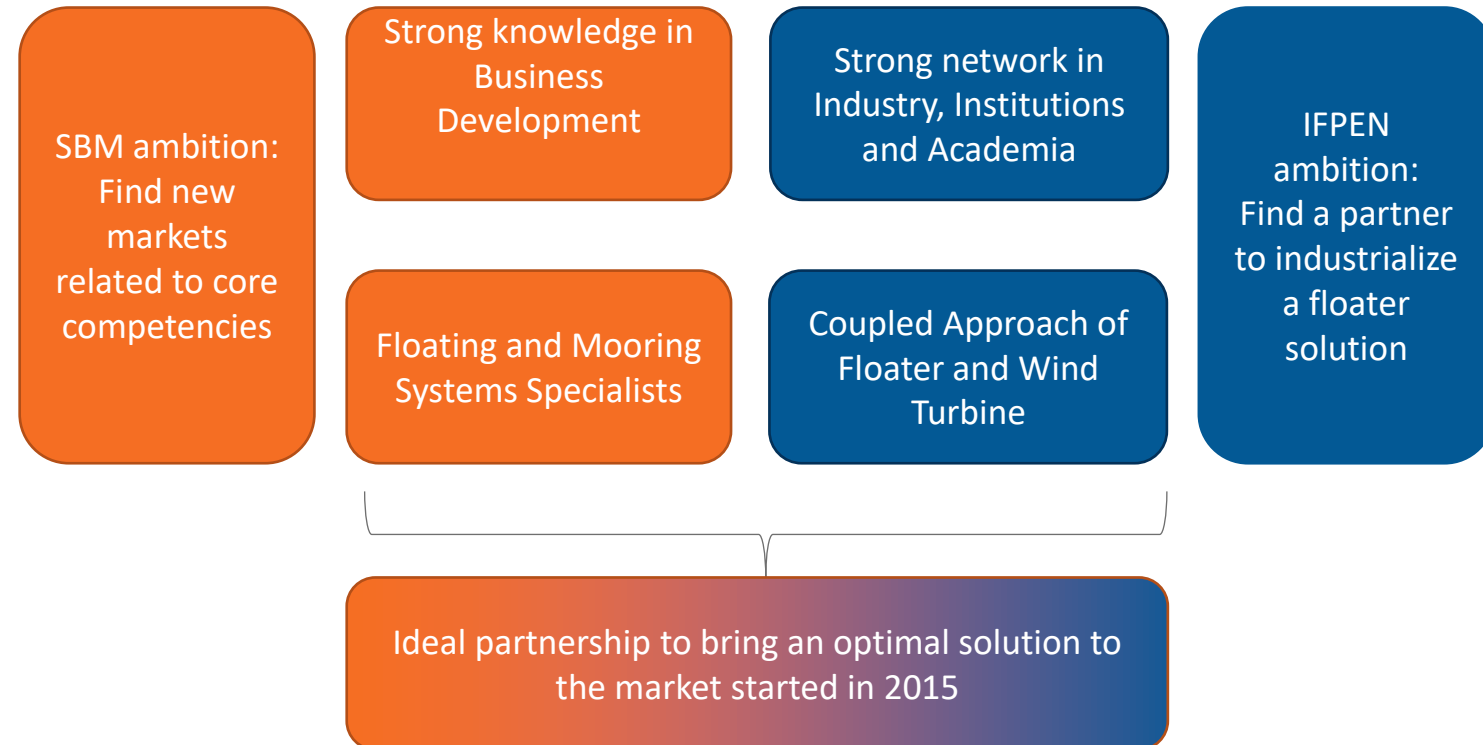 SBM ambition:
Find new
markets
related to core
competencies
Strong knowledge in
Business
Development
Strong network in
Industry, Institutions
and Academia
IFPEN
ambition:
Find a partner
to industrialize
a floater
solution
Floating and Mooring
Systems Specialists
Coupled Approach of
Floater and Wind
Turbine
Ideal partnership to bring an optimal solution to
the market started in 2015